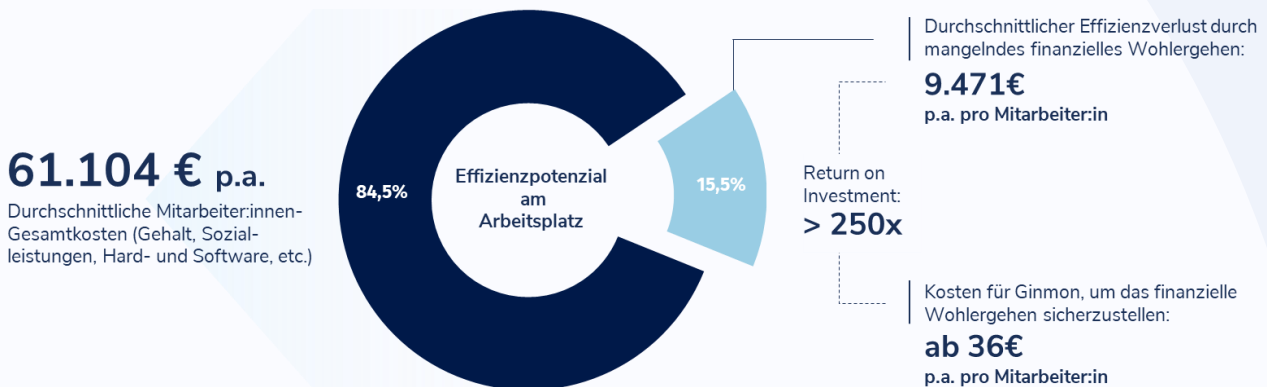 61.104 € p.a.
Durchschnittliche Mitarbeiter:innen-
Gesamtkosten (Gehalt, Sozial-
leistungen, Hard- und Software, etc.)
84,5%
Effizienzpotenzial
am
Arbeitsplatz
15,5%
Durchschnittlicher Effizienzverlust durch
mangelndes finanzielles Wohlergehen:
9.471€
p.a. pro Mitarbeiter:in
Return on
Investment:
> 250x
Kosten für Ginmon, um das finanzielle
Wohlergehen sicherzustellen:
ab 36€
p.a. pro Mitarbeiter:in